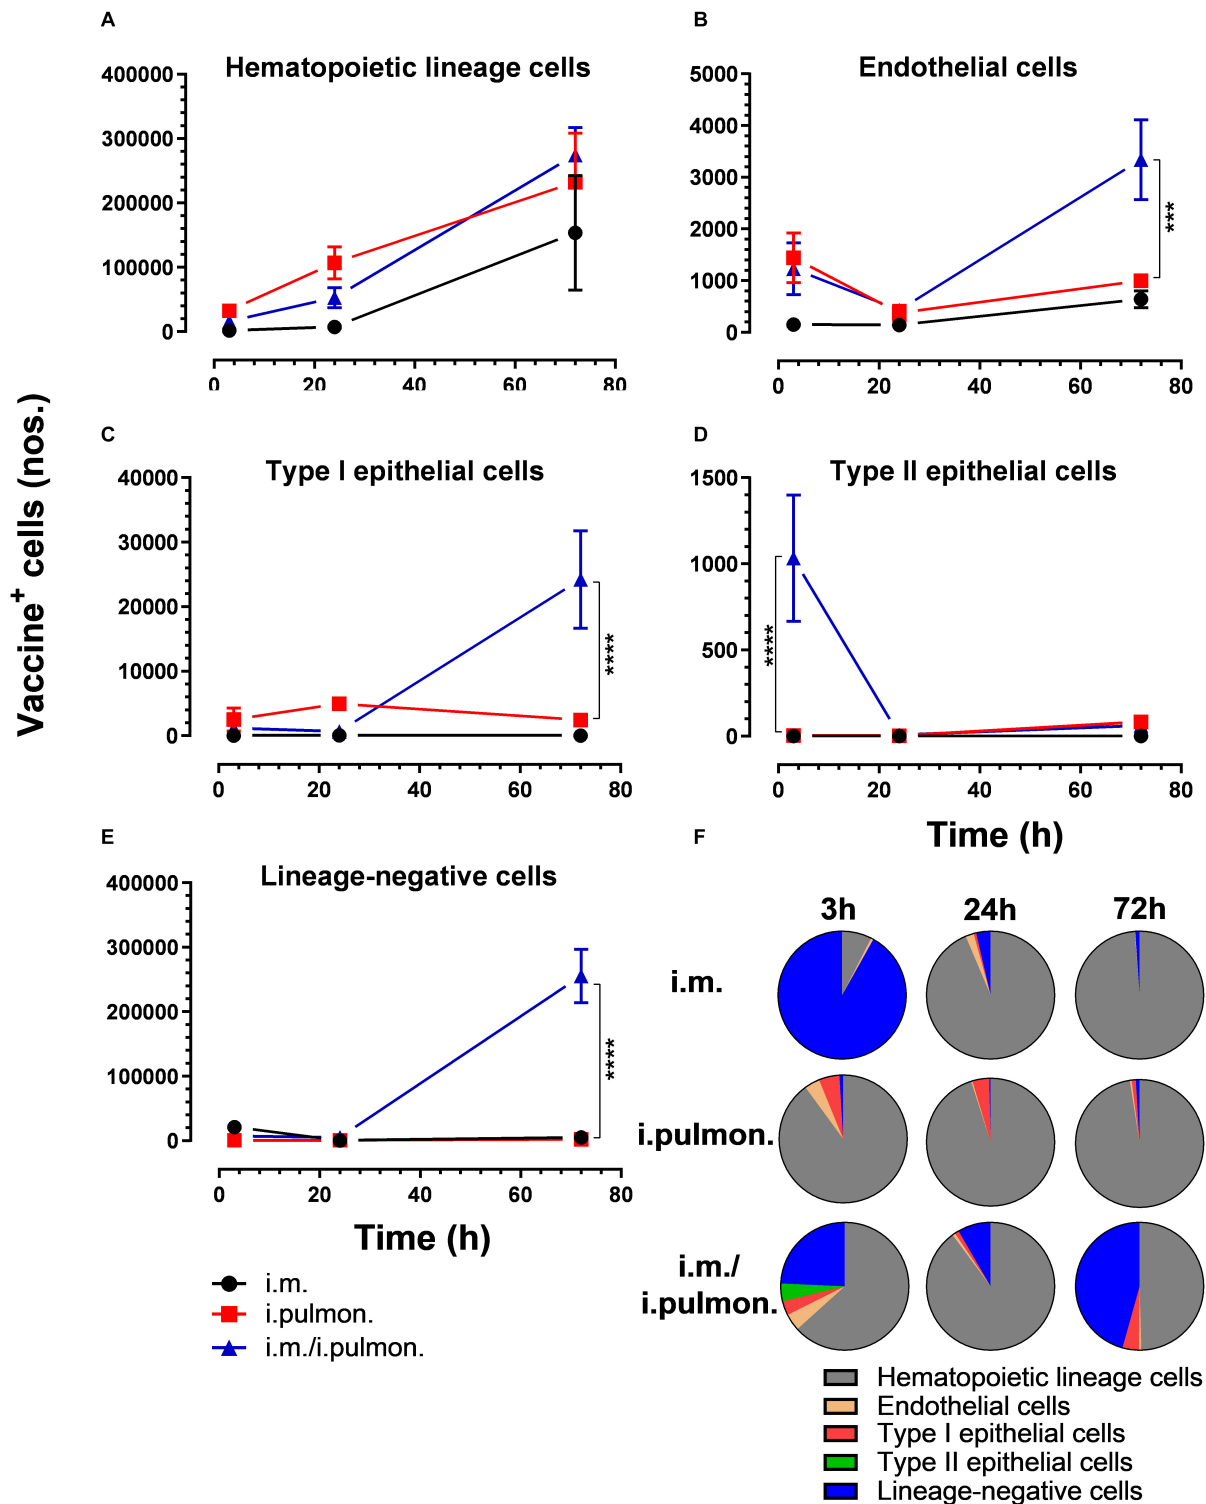 A
Hematopoietic lineage cells
400000
300000
200000
100000
0
0 20 40 60 80
B
Endothelial cells
5000
4000
3000
2000
1000
0
***
0 20 40 60 80
Vaccine+ cells (nos.)
C
Type I epithelial cells
40000
30000
20000
10000
0
****
0 20 40 60 80
D
Type II epithelial cells
1500
1000
500
0
****
0 20 40 60 80
Time (h)
E
Lineage-negative cells
400000
300000
200000
100000
0
****
0 20 40 60 80
Time (h)
i.m.
i.pulmon.
i.m./i.pulmon.
F
3h 24h 72h
i.m.
i.pulmon.
i.m./
i.pulmon.
Hematopoietic lineage cells
Endothelial cells
Type I epithelial cells
Type II epithelial cells
Lineage-negative cells